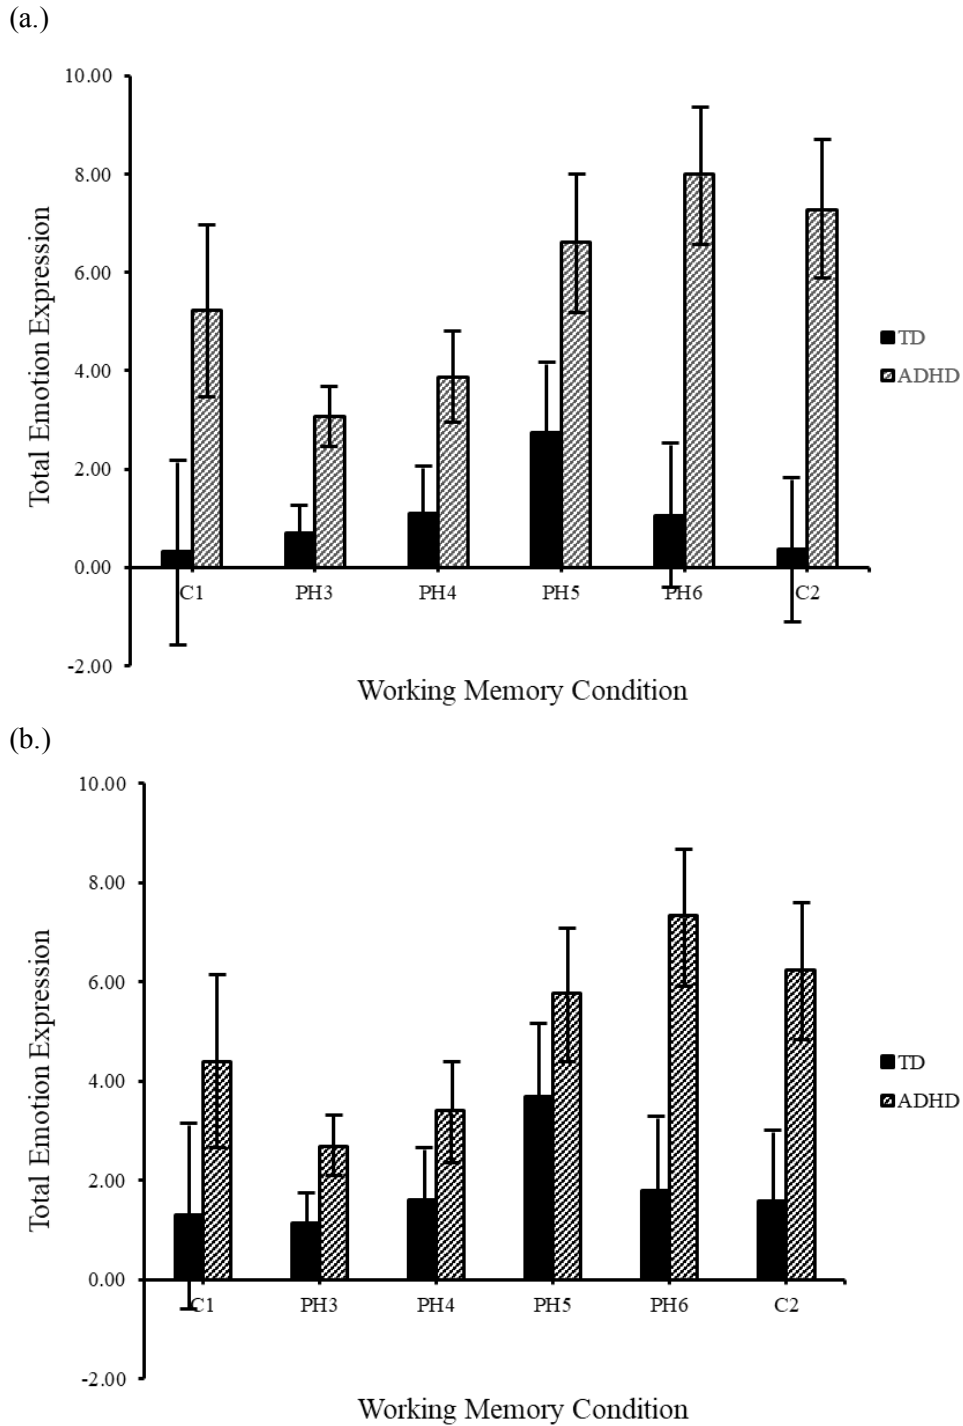 (a.)
10.00
8.00
6.00
4.00
2.00
0.00
-2.00
Total Emotion Expression
C1 PH3 PH4 PH5 PH6 C2
Working Memory Condition
TD
ADHD
(b.)
10.00
8.00
6.00
4.00
2.00
0.00
-2.00
Total Emotion Expression
C1 PH3 PH4 PH5 PH6 C2
Working Memory Condition
TD
ADHD